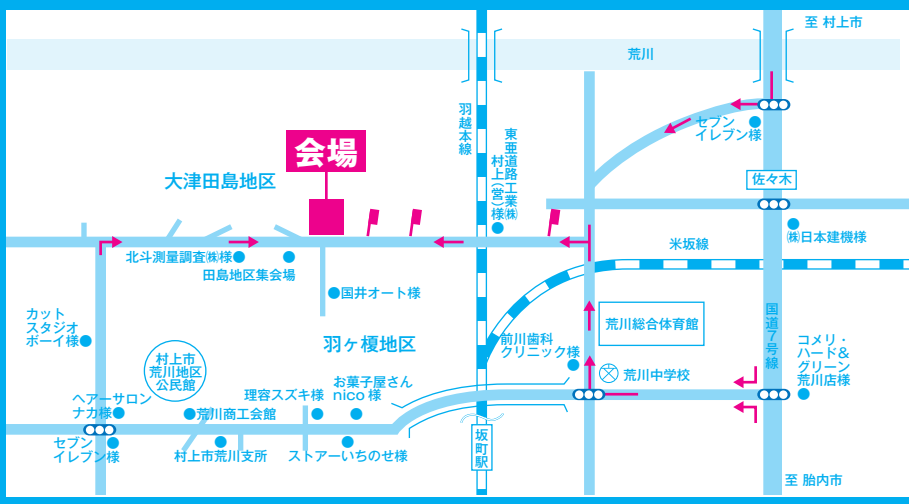 至 村上市
荒川
羽越本線
セブン
イレブン様
東亜道路工業㈱
村上(営)様
会場
大津田島地区
佐々木
㈱日本建機様
米坂線
北斗測量調査㈱様
田島地区集会場
国井オート様
国道7号線
カット
スタジオ
ボーイ様
羽ヶ榎地区
荒川総合体育館
前川歯科
クリニック様
コメリ・
ハード&
グリーン
荒川店様
村上市
荒川地区
公民館
荒川中学校
お菓子屋さん
nico 様
理容スズキ様
ヘアーサロン
ナカ様
荒川商工会館
坂町駅
セブン
イレブン様
村上市荒川支所
ストアーいちのせ様
至 胎内市